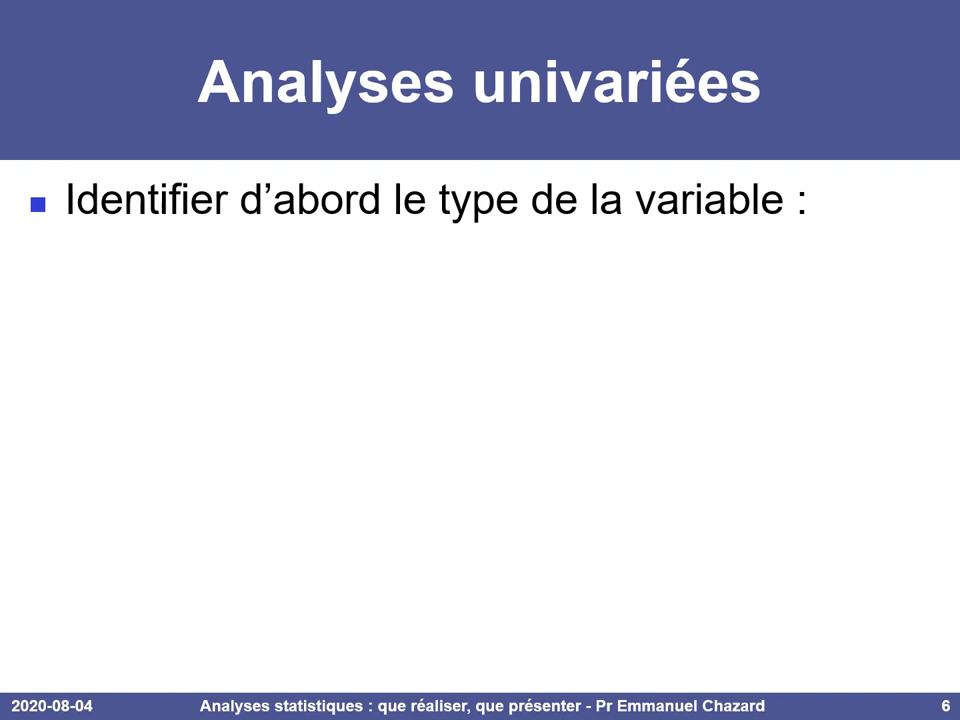 Analyses univariées
Identifier d’abord le type de la variable :
2020-08-04 Analyses statistiques : que réaliser, que présenter - Pr Emmanuel Chazard 6